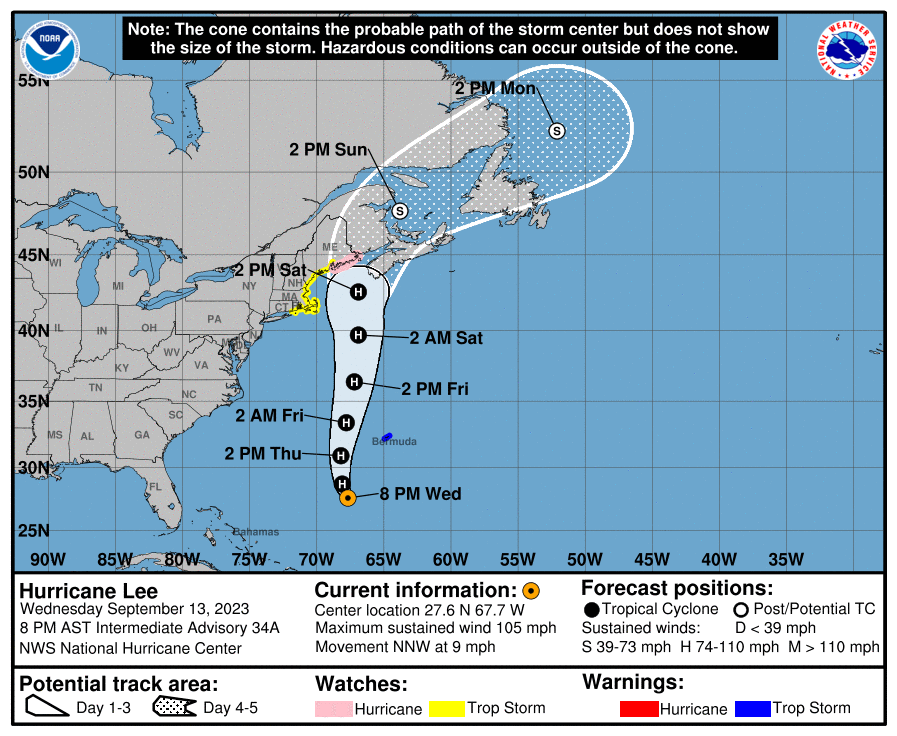 Note: The cone contains the probable path of the storm center but does not show
the size of the storm. Hazardous conditions can occur outside of the cone.
NOAA
NATIONAL WEATHER SERVICE
55N
2 PM Mon
S
2 PM Sun
50N
S
45N
ME
WI
2 PM Sat
NH
MI
NY
MA
H
CT
40N
PA
IL
IN
OH
H
2 AM Sat
WV
KY
VA
H
2 PM Fri
TN
NC
35N
SC
2 AM Fri
H
MS
AL
GA
Bermuda
2 PM Thu
H
30N
FL
H
8 PM Wed
25N
Bahamas
90W
85W
80W
75W
70W
65W
60W
55W
50W
45W
40W
35W
Hurricane Lee
Wednesday September 13, 2023
8 PM AST Intermediate Advisory 34A
NWS National Hurricane Center
Current information:
Center location 27.6 N 67.7 W
Maximum sustained wind 105 mph
Movement NNW at 9 mph
Forecast positions:
Tropical Cyclone
Post/Potential TC
Sustained winds: D < 39 mph
S 39-73 mph H 74-110 mph M > 110 mph
Potential track area:
Day 1-3
Day 4-5
Watches:
Hurricane
Trop Storm
Warnings:
Hurricane
Trop Storm